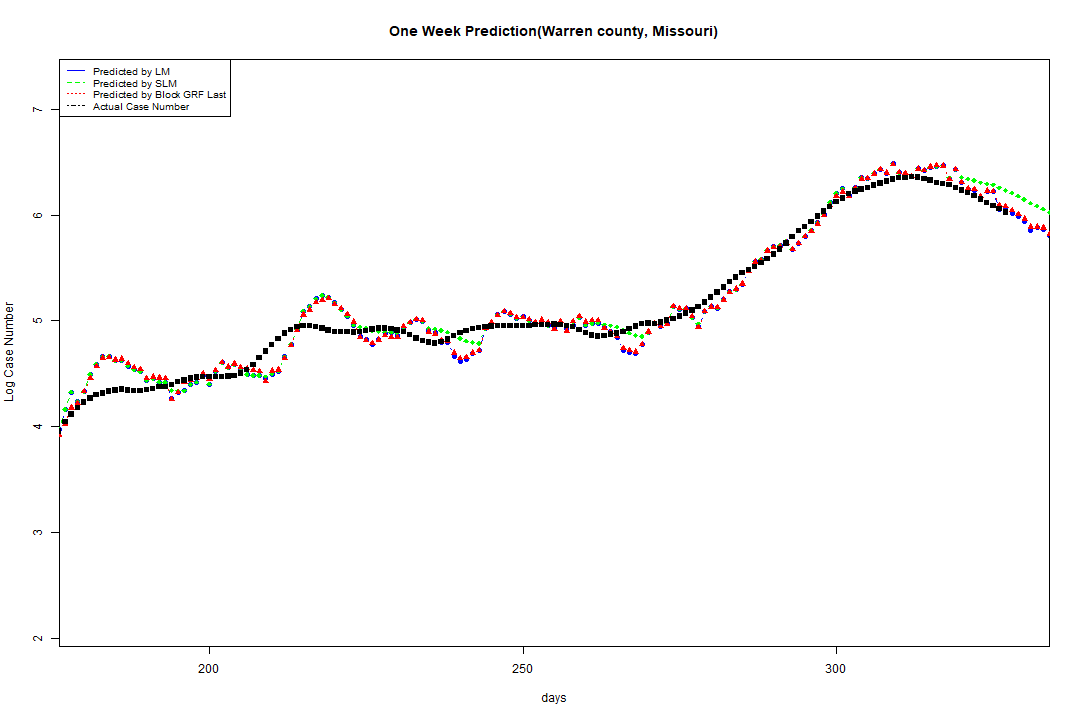 One Week Prediction(Warren county, Missouri)
Predicted by LM
Predicted by SLM
Predicted by Block GRF Last
Actual Case Number
7
6
5
4
3
2
Log Case Number
200 250 300
days